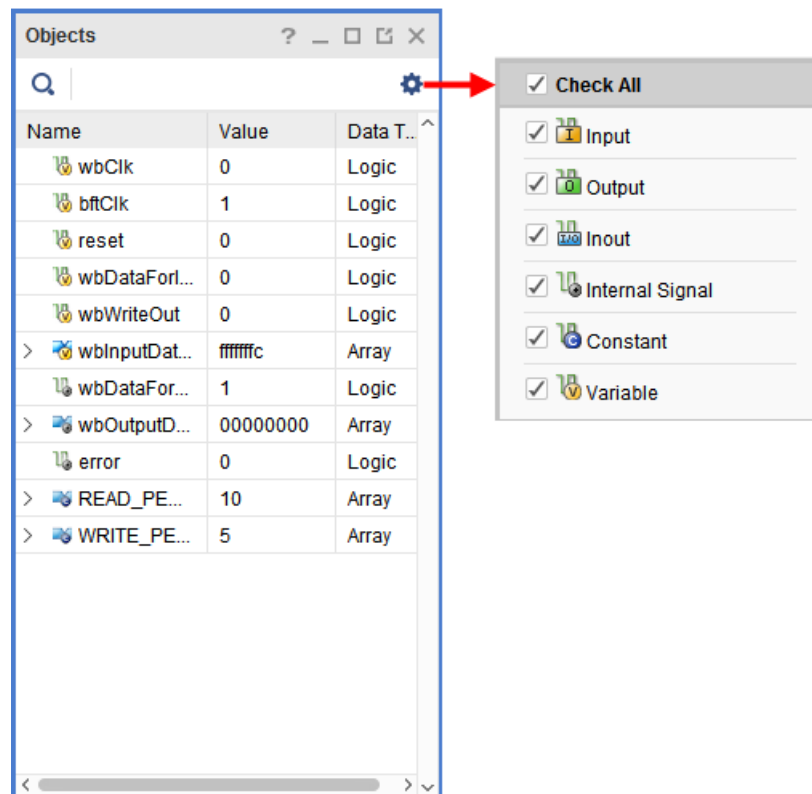 Objects
Name Value Data T...
wbClk 0 Logic
bftClk 1 Logic
reset 0 Logic
wbDataForI... 0 Logic
wbWriteOut 0 Logic
wbInputDat... fffffffc Array
wbDataFor... 1 Logic
wbOutputD... 00000000 Array
error 0 Logic
READ_PE... 10 Array
WRITE_PE... 5 Array
Check All
I Input
O Output
I/O Inout
Internal Signal
C Constant
V Variable